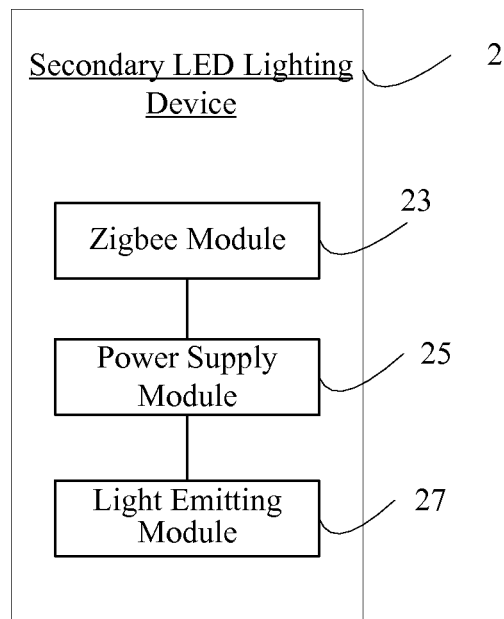 Secondary LED Lighting
Device
2
Zigbee Module
23
Power Supply
Module
25
Light Emitting
Module
27